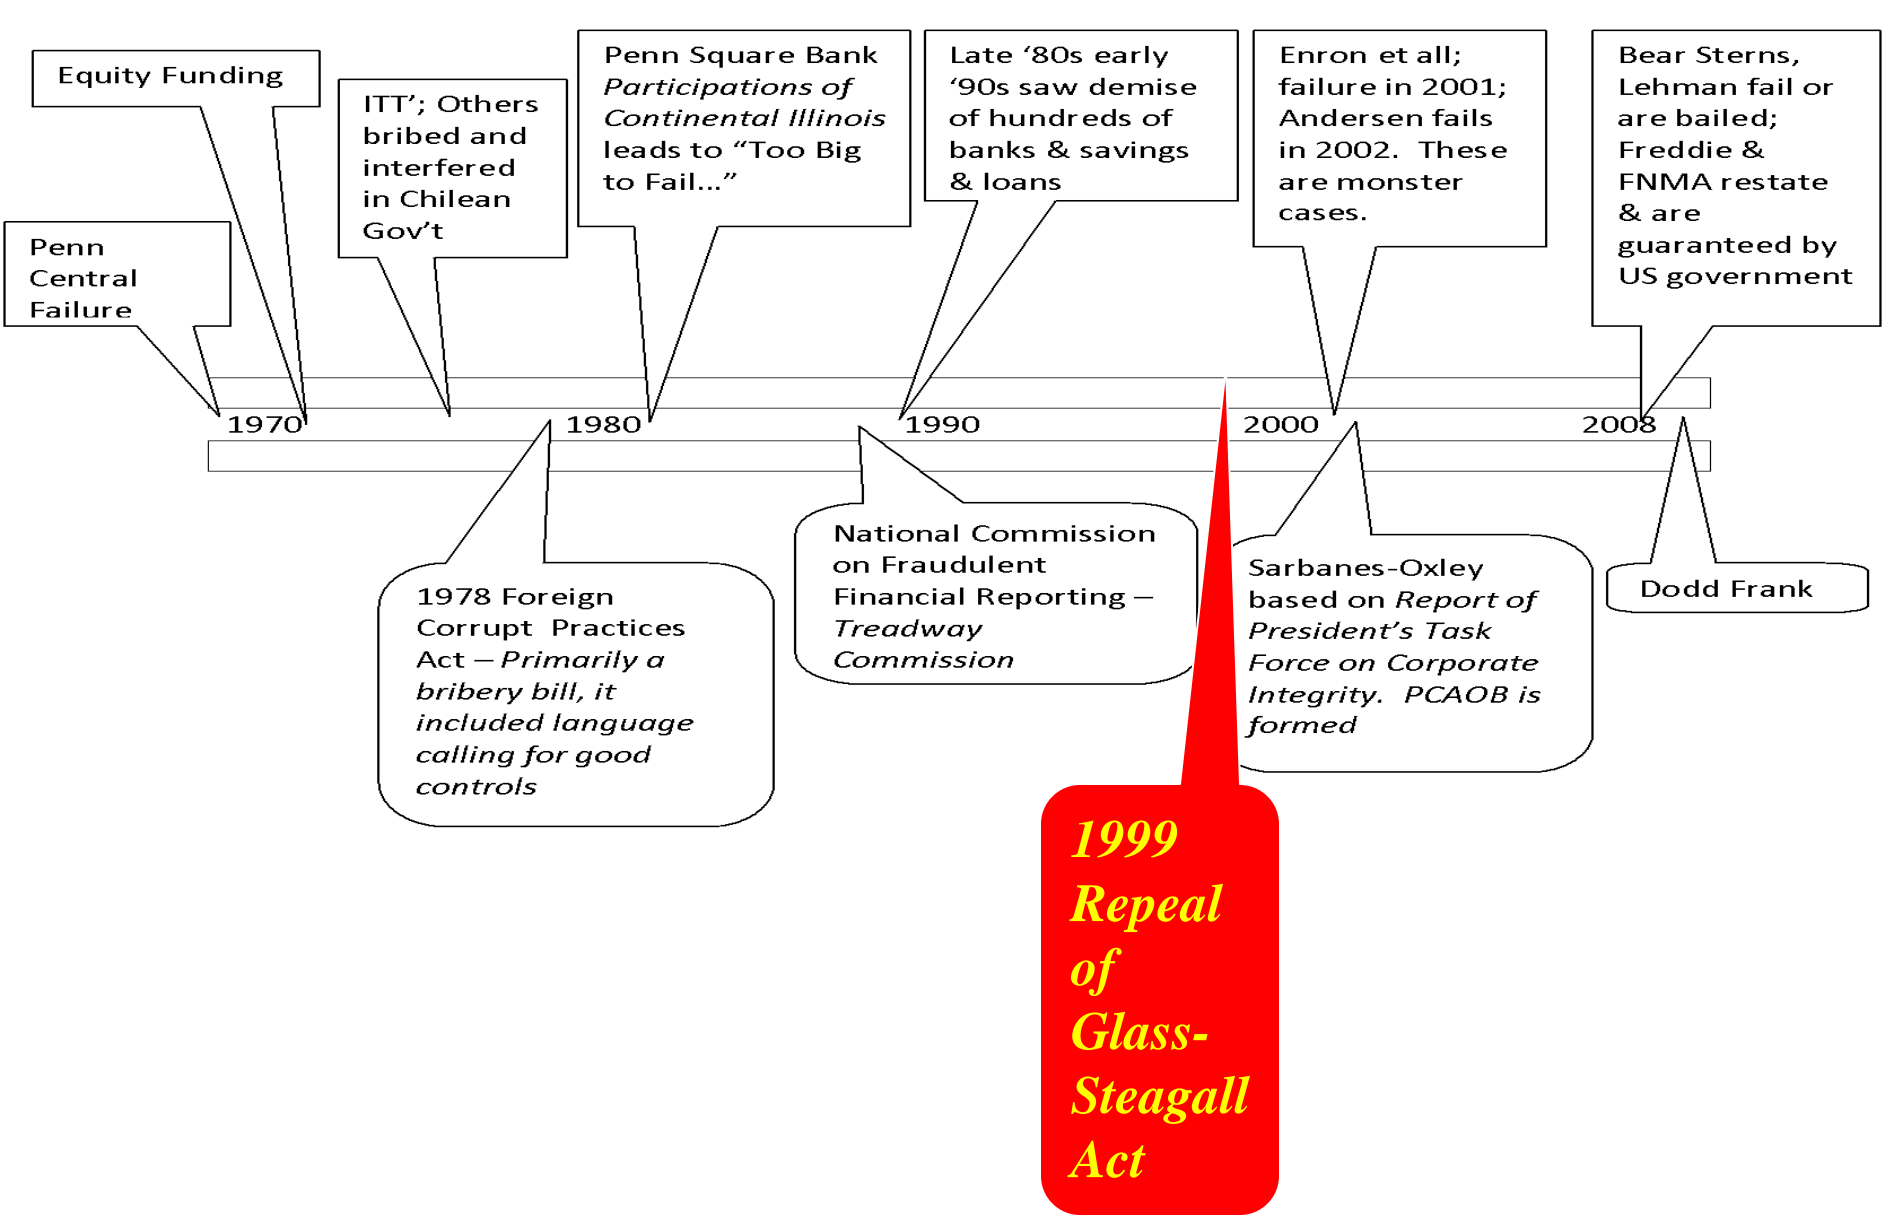 Equity Funding
Penn
Central
Failure
ITT’; Others
bribed and
interfered
in Chilean
Gov’t
Penn Square Bank
Participations of
Continental Illinois
leads to “Too Big
to Fail…”
Late ‘80s early
‘90s saw demise
of hundreds of
banks & savings
& loans
Enron et all;
failure in 2001;
Andersen fails
in 2002.  These
are monster
cases.
Bear Sterns,
Lehman fail or
are bailed;
Freddie &
FNMA restate
& are
guaranteed by
US government
1970 1980 1990 2000 2008
1978 Foreign
Corrupt  Practices
Act – Primarily a
bribery bill, it
included language
calling for good
controls
National Commission
on Fraudulent
Financial Reporting –
Treadway
Commission
Sarbanes-Oxley
based on Report of
President’s Task
Force on Corporate
Integrity.  PCAOB is
formed
Dodd Frank
1999
Repeal
of
Glass-
Steagall
Act